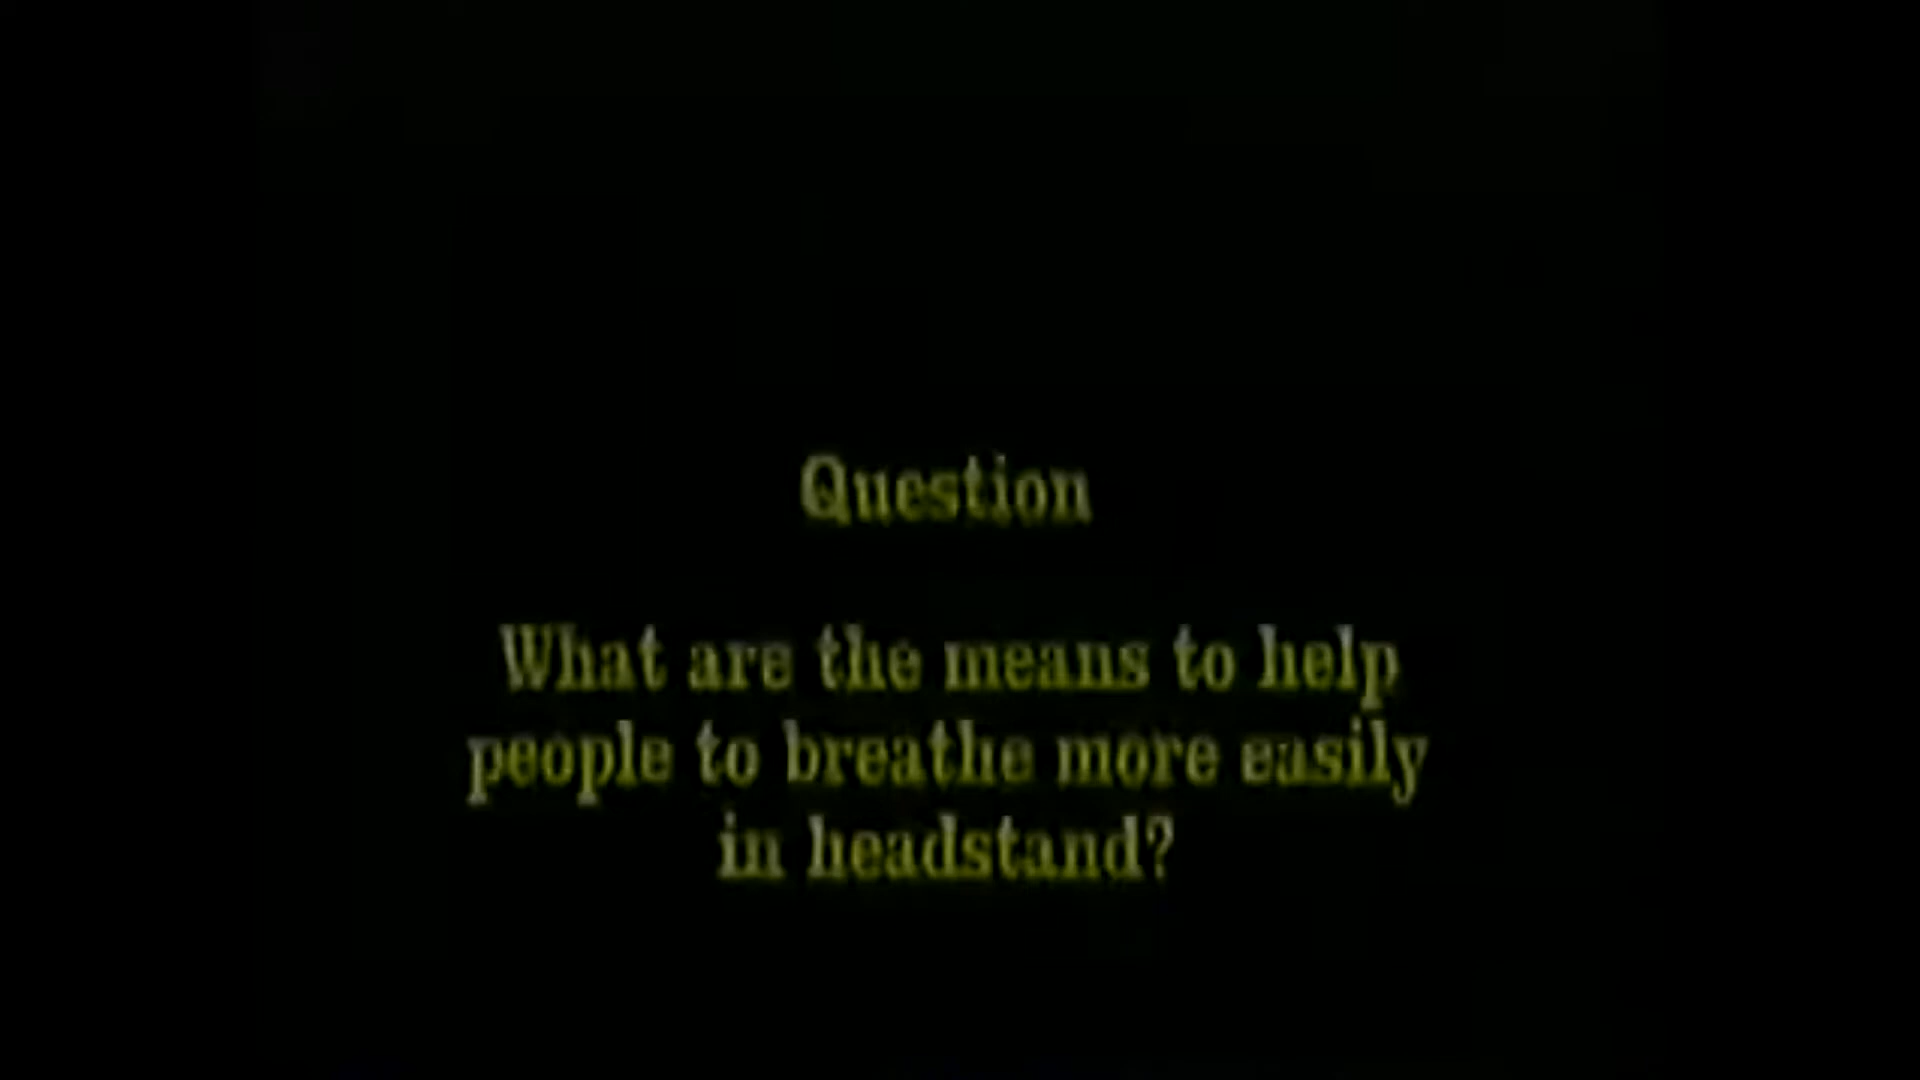 Question
What are the means to help
people to breathe more easily
in headstand?